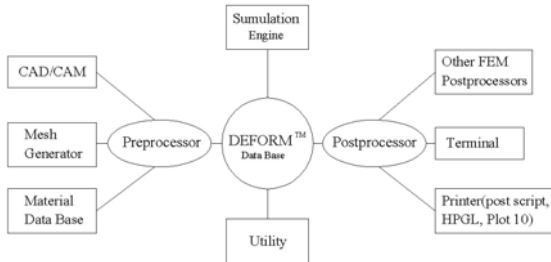 Sumulation
Engine
CAD/CAM
Other FEM
Postprocessors
Mesh
Generator
Preprocessor
DEFORM™
Data Base
Postprocessor
Terminal
Material
Data Base
Utility
Printer(post script,
HPGL, Plot 10)